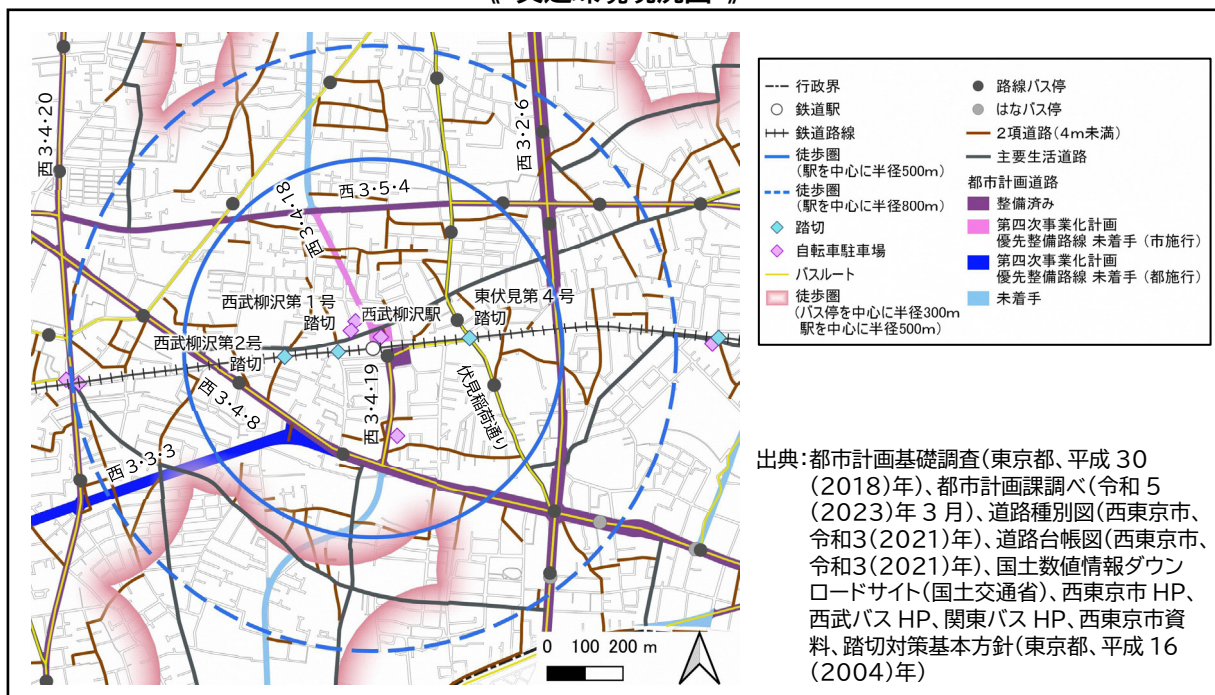 西3・4・20
西3・2・6
西3・4・18
西3・5・4
西武柳沢第1号
踏切
西武柳沢駅
東伏見第4号
踏切
西武柳沢第2号
踏切
西3・4・8
西3・4・19
伏見稲荷通り
西3・3・3
0 100 200 m
行政界
鉄道駅
鉄道路線
徒歩圏
(駅を中心に半径500m)
徒歩圏
(駅を中心に半径800m)
踏切
自転車駐車場
バスルート
徒歩圏
(バス停を中心に半径300m
駅を中心に半径500m)
路線バス停
はなバス停
2項道路(4m未満)
主要生活道路
都市計画道路
整備済み
第四次事業化計画
優先整備路線 未着手(市施行)
第四次事業化計画
優先整備路線 未着手(都施行)
未着手
出典:都市計画基礎調査(東京都、平成30
(2018)年)、都市計画課調べ(令和5
(2023)年3月)、道路種別図(西東京市、
令和3(2021)年)、道路台帳図(西東京市、
令和3(2021)年)、国土数値情報ダウン
ロードサイト(国土交通省)、西東京市HP、
西武バスHP、関東バスHP、西東京市資
料、踏切対策基本方針(東京都、平成16
(2004)年)